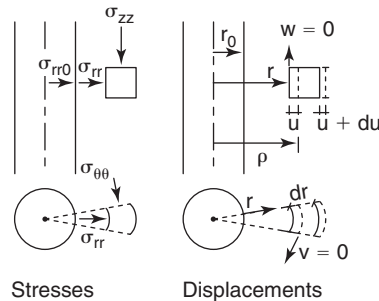 σzz
σrr0 σrr
σθθ
σrr
Stresses
r0
w = 0
r
u u + du
ρ
r dr
v = 0
Displacements